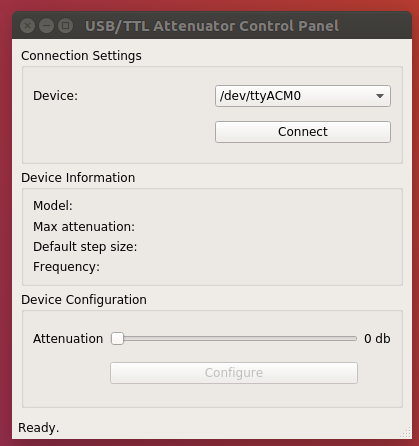 USB/TTL Attenuator Control Panel
Connection Settings
Device: /dev/ttyACM0
Connect
Device Information
Model:
Max attenuation:
Default step size:
Frequency:
Device Configuration
Attenuation 0 db
Configure
Ready.